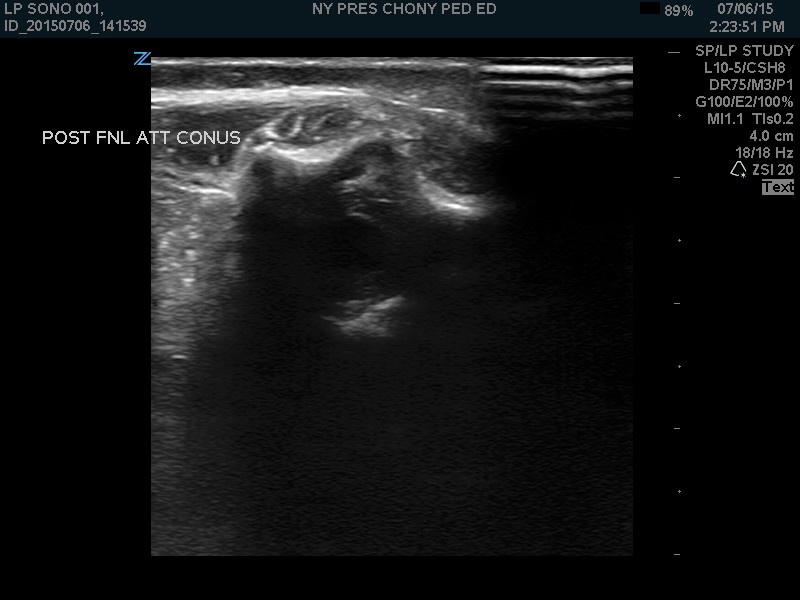 LP SONO 001,
ID_20150706_141539
NY PRES CHONY PED ED
89%
07/06/15
2:23:51 PM
SP/LP STUDY
L10-5/CSH8
DR75/M3/P1
G100/E2/100%
MI1.1 TIs0.2
4.0 cm
18/18 Hz
ZSI 20
Text
Z
POST FNL ATT CONUS